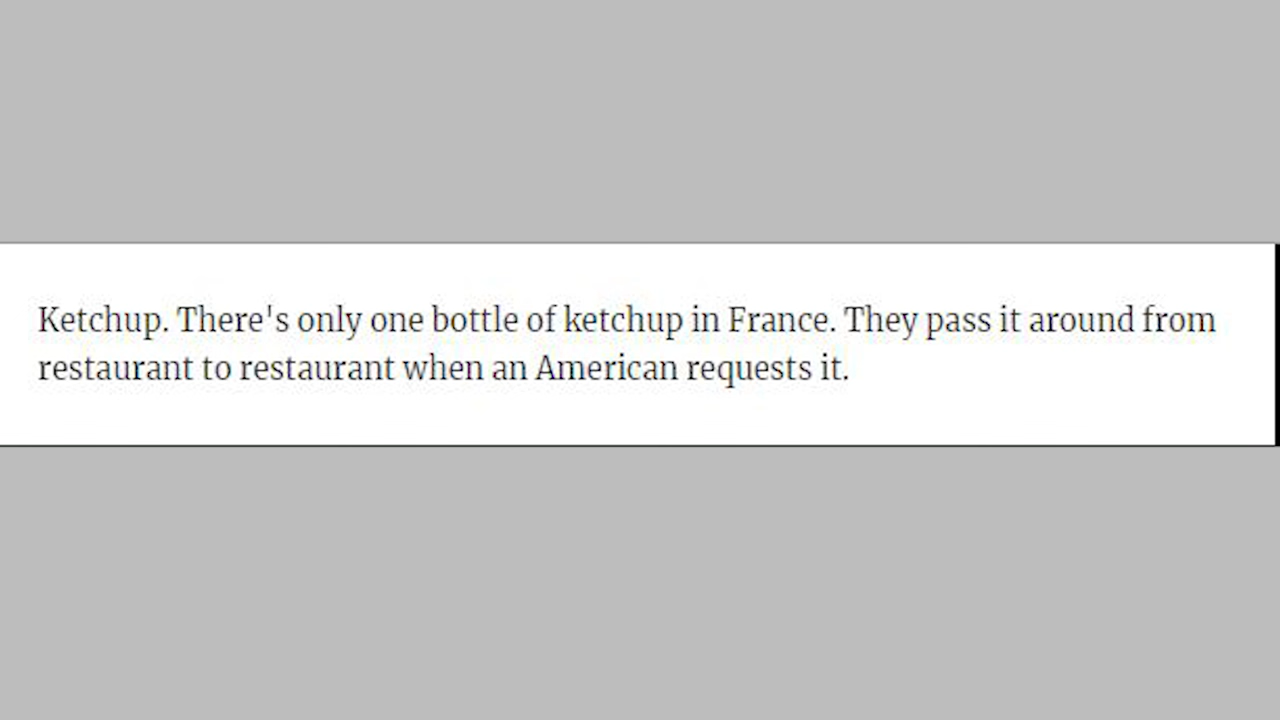 Ketchup. There's only one bottle of ketchup in France. They pass it around from
restaurant to restaurant when an American requests it.